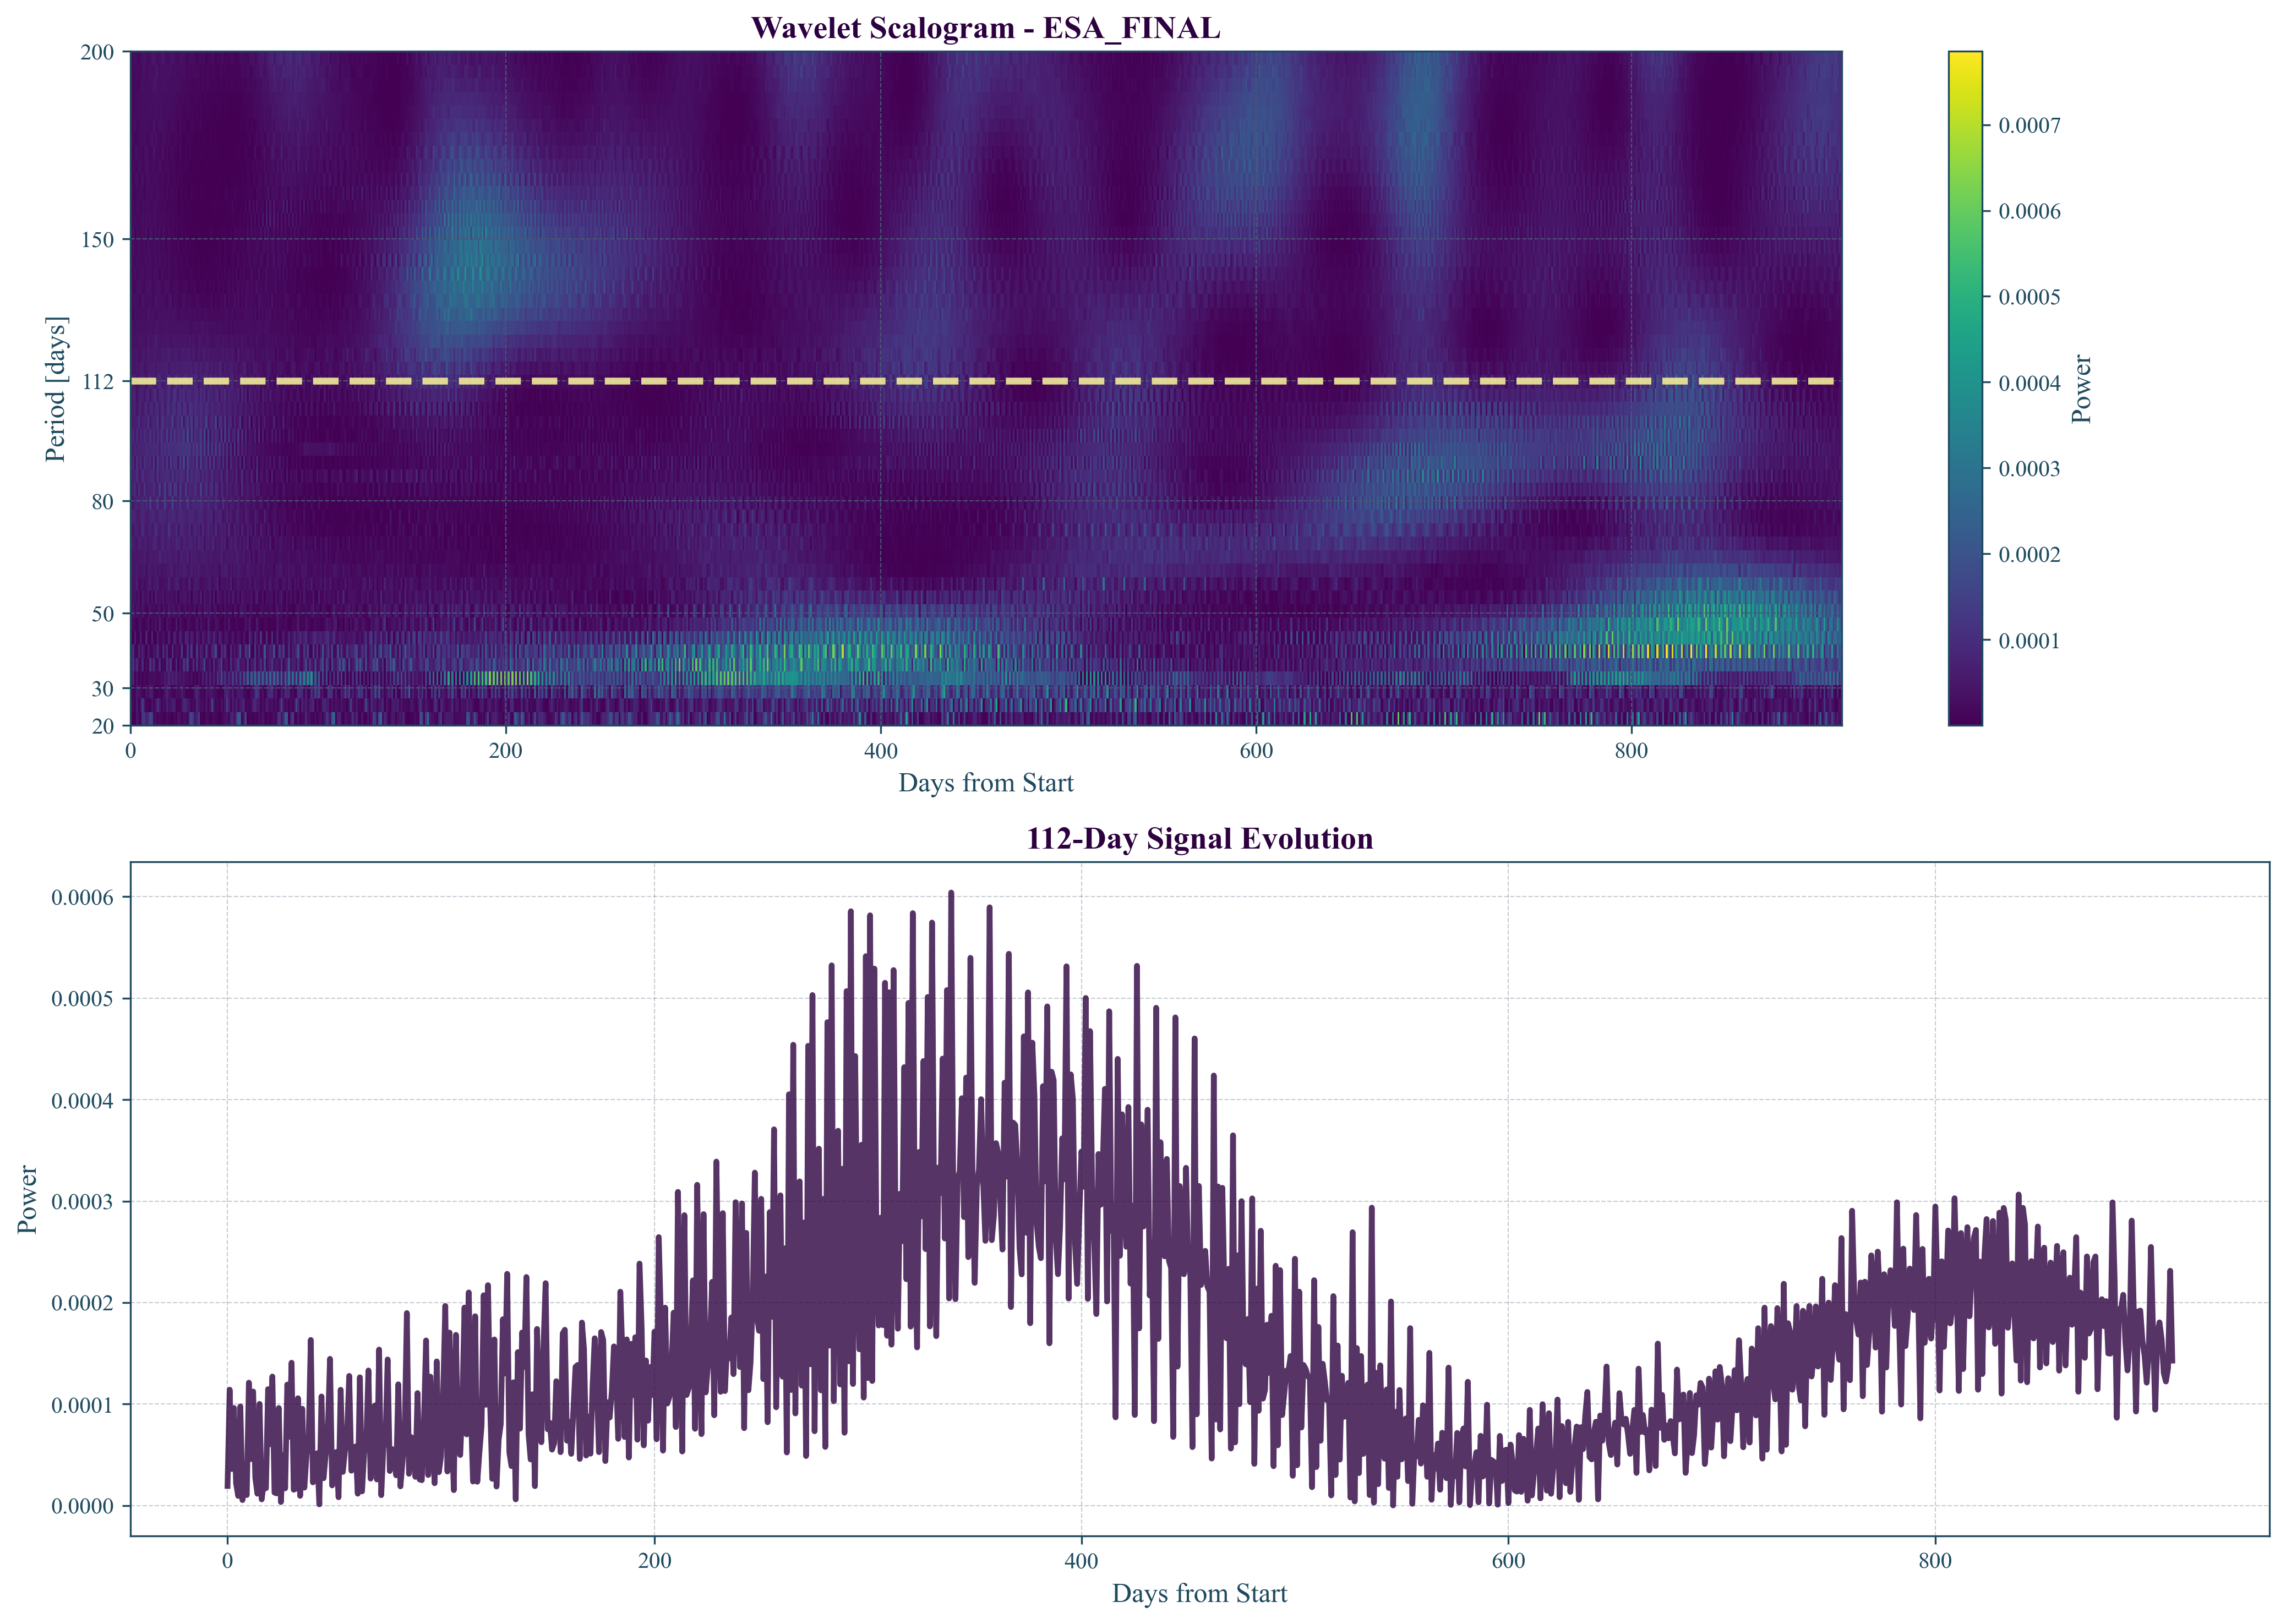 Wavelet Scalogram - ESA_FINAL
Period [days]
200
150
112
80
50
30
20
0 200 400 600 800
Days from Start
0.0007
0.0006
0.0005
0.0004
0.0003
0.0002
0.0001
Power
112-Day Signal Evolution
Power
0.0006
0.0005
0.0004
0.0003
0.0002
0.0001
0.0000
0 200 400 600 800
Days from Start